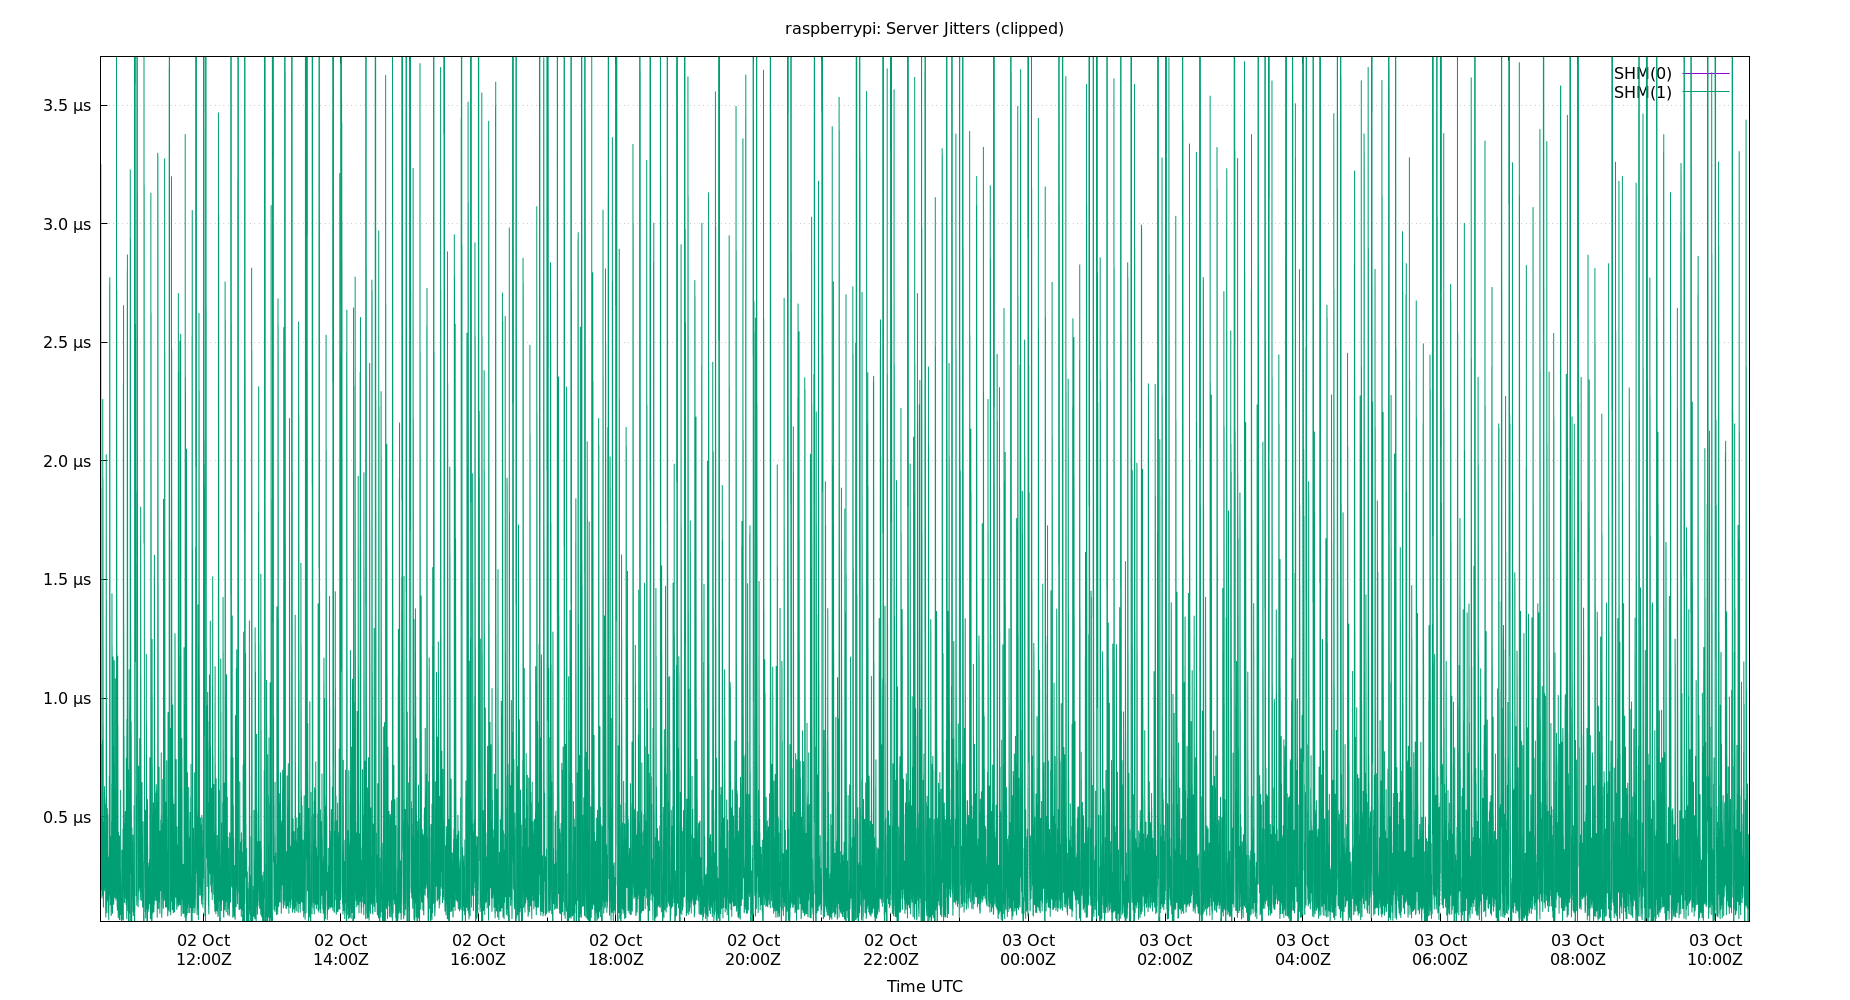 raspberrypi: Server Jitters (clipped)
SHM(0)
SHM(1)
3.5 µs
3.0 µs
2.5 µs
2.0 µs
1.5 µs
1.0 µs
0.5 µs
02 Oct 02 Oct 02 Oct 02 Oct 02 Oct 02 Oct 03 Oct 03 Oct 03 Oct 03 Oct 03 Oct 03 Oct
12:00Z 14:00Z 16:00Z 18:00Z 20:00Z 22:00Z 00:00Z 02:00Z 04:00Z 06:00Z 08:00Z 10:00Z
Time UTC